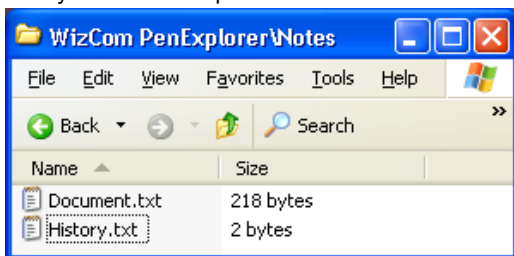 WizCom PenExplorer\Notes
File Edit View Favorites Tools Help
Back Search »
Name Size
Document.txt 218 bytes
History.txt 2 bytes